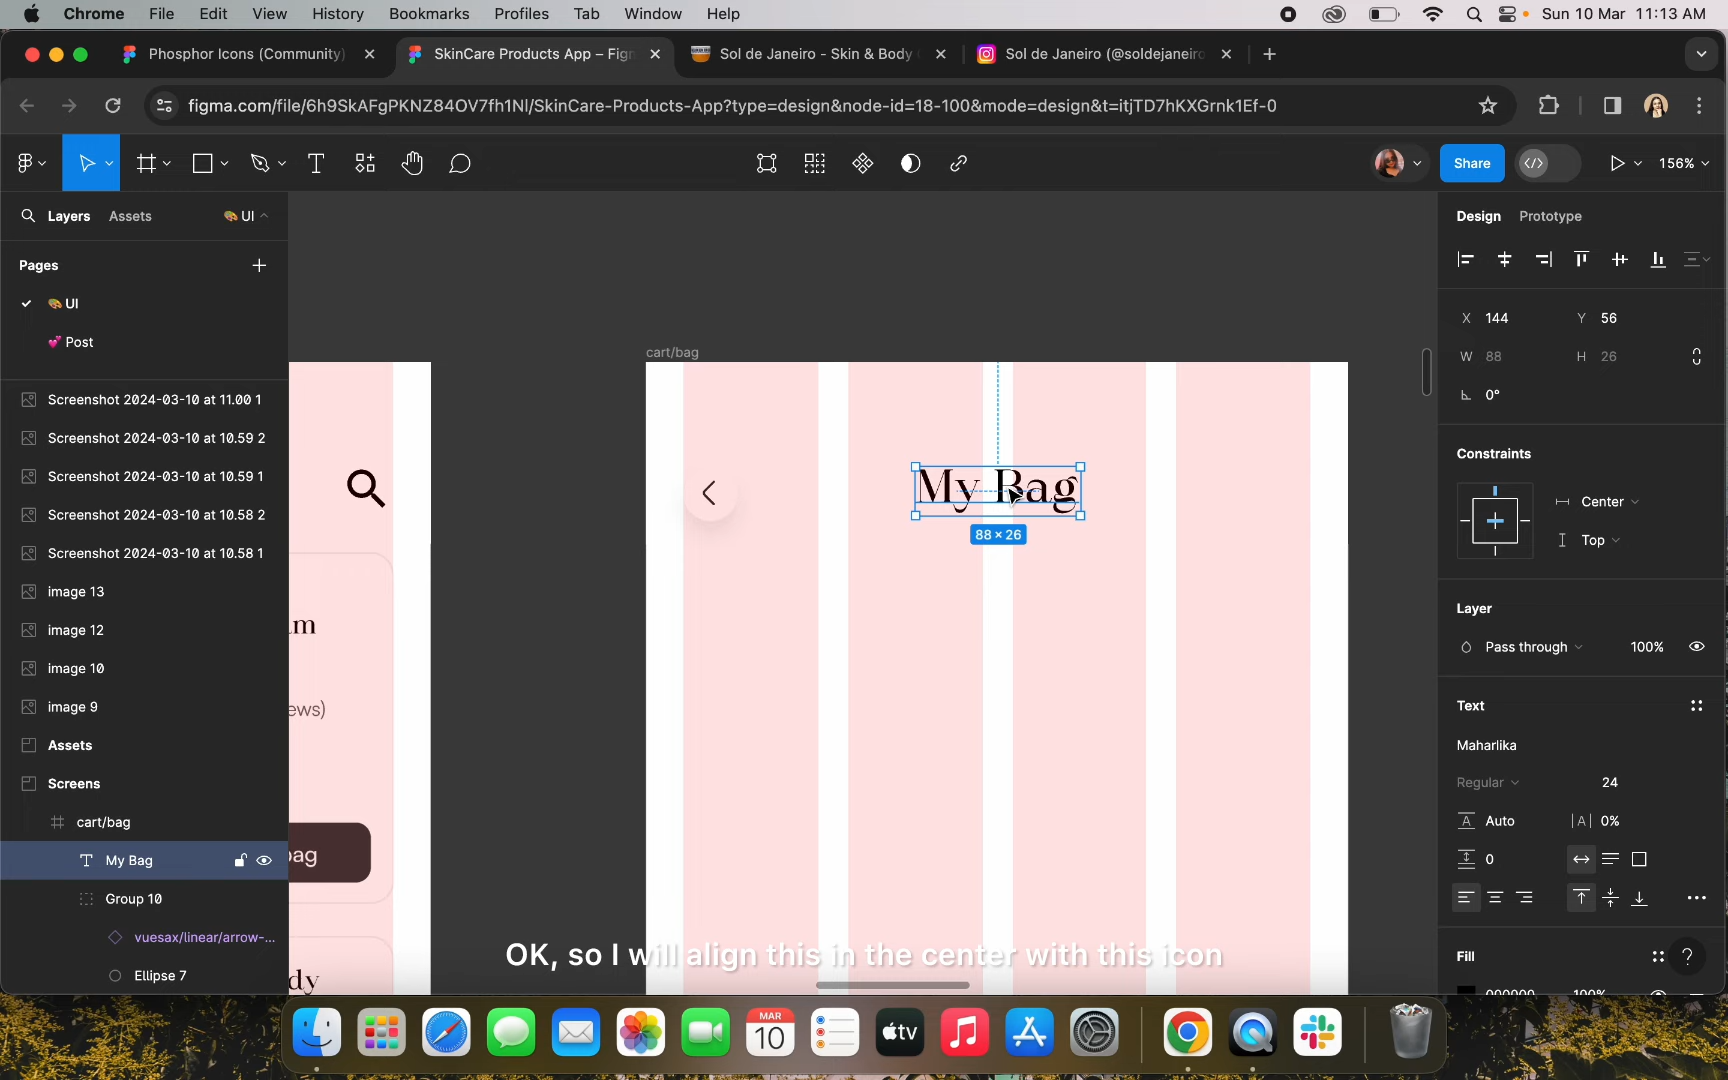 Chrome File Edit View History Bookmarks Profiles Tab Window Help Sun 10 Mar 11:13 AM
Phosphor Icons (Community) SkinCare Products App – Fig Sol de Janeiro - Skin & Body Sol de Janeiro (@soldejaneiro
figma.com/file/6h9SkAFgPKNZ84OV7fh1Nl/SkinCare-Products-App?type=design&node-id=18-100&mode=design&t=itjTD7hKXGrnk1Ef-0
Share 156%
Layers Assets 🎨 UI
Pages
🎨 UI
💕 Post
Screenshot 2024-03-10 at 11.00 1
Screenshot 2024-03-10 at 10.59 2
Screenshot 2024-03-10 at 10.59 1
Screenshot 2024-03-10 at 10.58 2
Screenshot 2024-03-10 at 10.58 1
image 13
image 12
image 10
image 9
Assets
Screens
cart/bag
My Bag
Group 10
vuesax/linear/arrow-...
Ellipse 7
ews)
ag
dy
cart/bag
My Bag
88 × 26
OK, so I will align this in the center with this icon
Design Prototype
X 144 Y 56
W 88 H 26
0°
Constraints
Center
Top
Layer
Pass through 100%
Text
Maharlika
Regular 24
Auto |A| 0%
0
Fill ?
000000 100%
MAR
10
tv